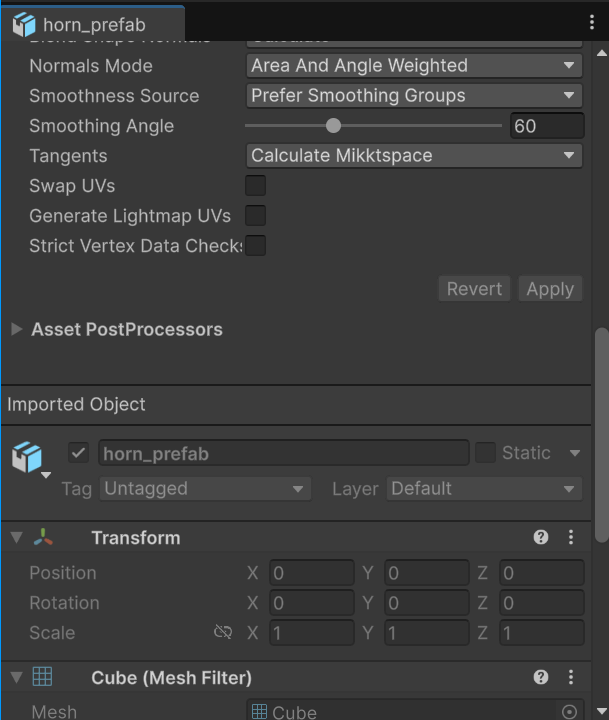 horn_prefab
Blend Shape Normals Calculate
Normals Mode Area And Angle Weighted
Smoothness Source Prefer Smoothing Groups
Smoothing Angle 60
Tangents Calculate Mikktspace
Swap UVs
Generate Lightmap UVs
Strict Vertex Data Checks
Revert Apply
Asset PostProcessors
Imported Object
horn_prefab Static
Tag Untagged Layer Default
Transform
Position X 0 Y 0 Z 0
Rotation X 0 Y 0 Z 0
Scale X 1 Y 1 Z 1
Cube (Mesh Filter)
Mesh Cube